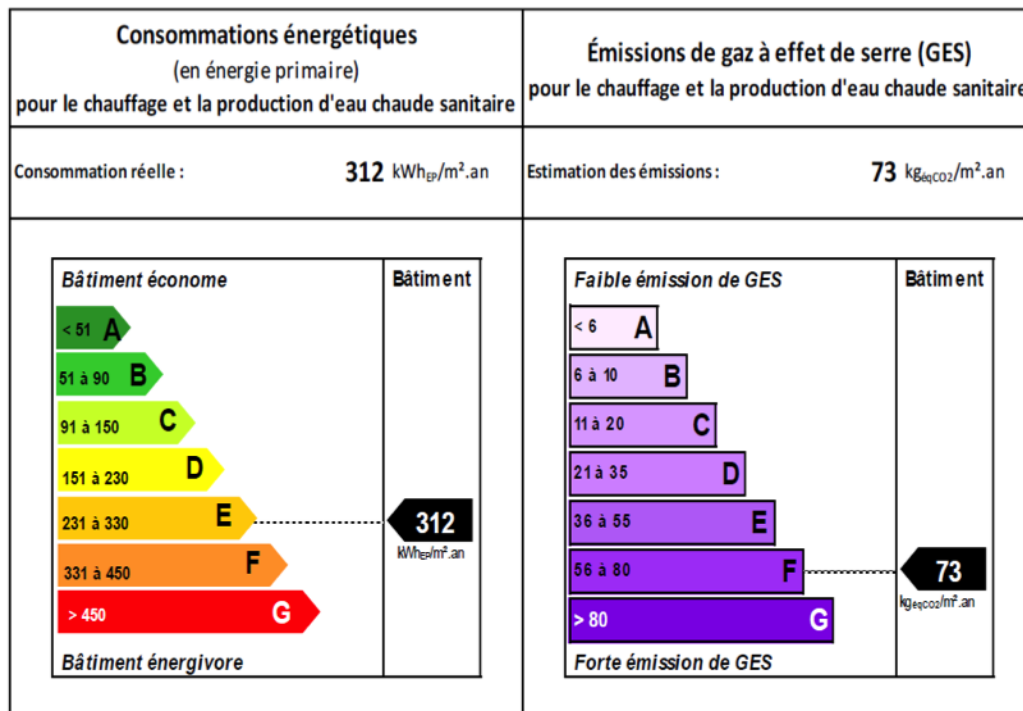 Consommations énergétiques
(en énergie primaire)
pour le chauffage et la production d'eau chaude sanitaire
Émissions de gaz à effet de serre (GES)
pour le chauffage et la production d'eau chaude sanitaire
Consommation réelle : 312 kWhEP/m².an
Estimation des émissions : 73 kgéqCO2/m².an
Bâtiment économe
Bâtiment
< 51 A
51 à 90 B
91 à 150 C
151 à 230 D
231 à 330 E
312
kWhEP/m².an
331 à 450 F
> 450 G
Bâtiment énergivore
Faible émission de GES
Bâtiment
< 6 A
6 à 10 B
11 à 20 C
21 à 35 D
36 à 55 E
56 à 80 F
73
kgeqCO2/m².an
> 80 G
Forte émission de GES